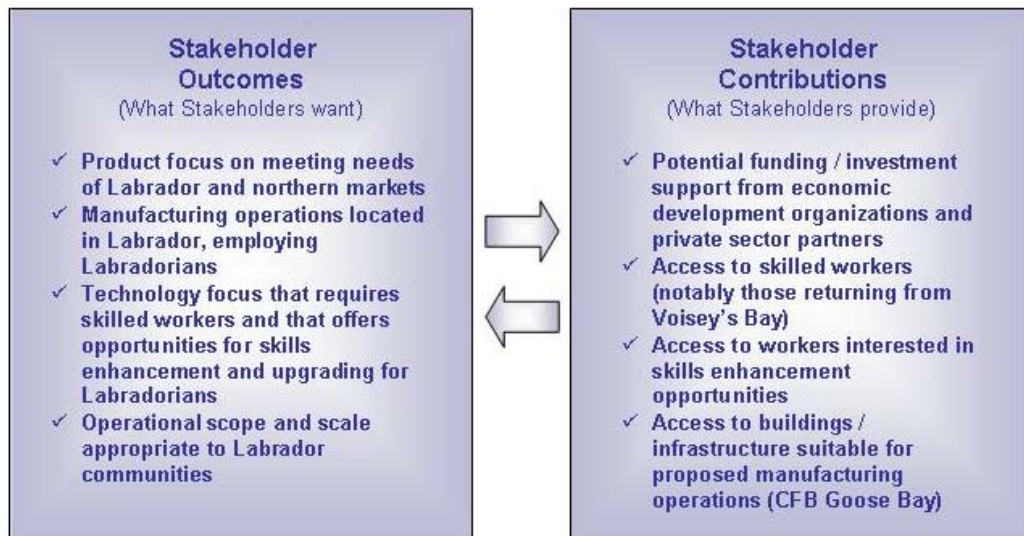 Stakeholder
Outcomes
(What Stakeholders want)
✓ Product focus on meeting needs
of Labrador and northern markets
✓ Manufacturing operations located
in Labrador, employing
Labradorians
✓ Technology focus that requires
skilled workers and that offers
opportunities for skills
enhancement and upgrading for
Labradorians
✓ Operational scope and scale
appropriate to Labrador
communities
Stakeholder
Contributions
(What Stakeholders provide)
✓ Potential funding / investment
support from economic
development organizations and
private sector partners
✓ Access to skilled workers
(notably those returning from
Voisey's Bay)
✓ Access to workers interested in
skills enhancement
opportunities
✓ Access to buildings /
infrastructure suitable for
proposed manufacturing
operations (CFB Goose Bay)